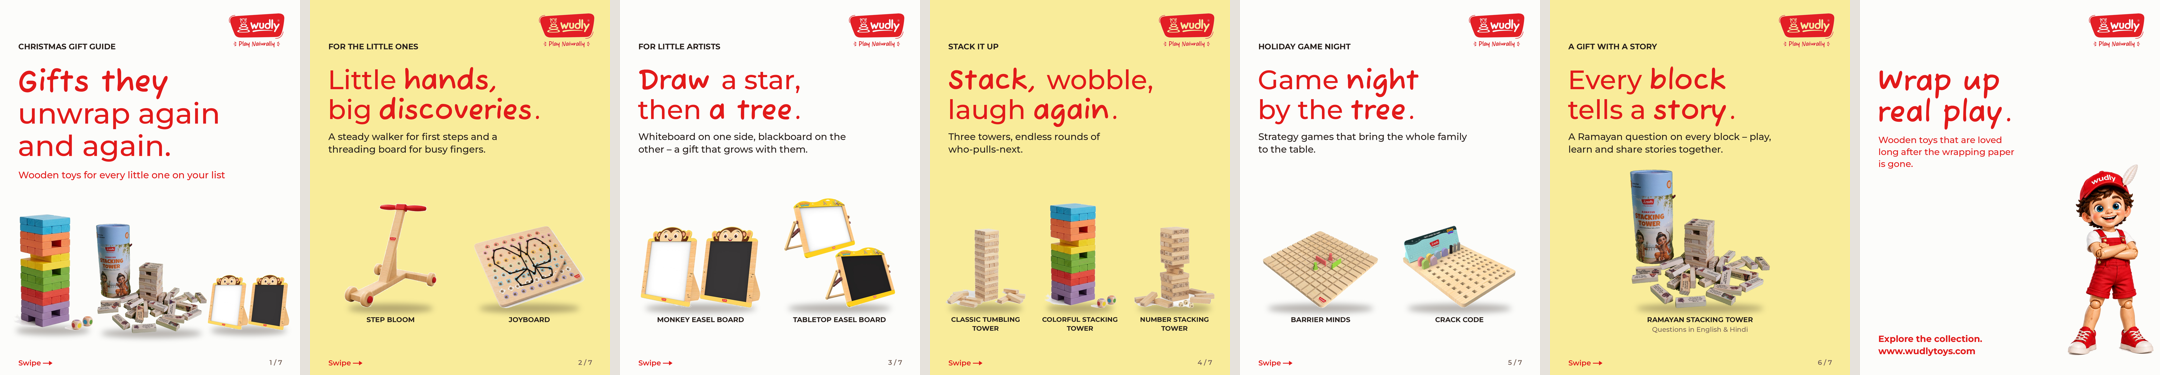 wudly
Play Naturally
CHRISTMAS GIFT GUIDE
Gifts they
unwrap again
and again.
Wooden toys for every little one on your list
STACKING
TOWER
Swipe
1 / 7
wudly
Play Naturally
FOR THE LITTLE ONES
Little hands,
big discoveries.
A steady walker for first steps and a
threading board for busy fingers.
STEP BLOOM
JOYBOARD
Swipe
2 / 7
wudly
Play Naturally
FOR LITTLE ARTISTS
Draw a star,
then a tree.
Whiteboard on one side, blackboard on the
other – a gift that grows with them.
MONKEY EASEL BOARD
TABLETOP EASEL BOARD
Swipe
3 / 7
wudly
Play Naturally
STACK IT UP
Stack, wobble,
laugh again.
Three towers, endless rounds of
who-pulls-next.
CLASSIC TUMBLING
TOWER
COLORFUL STACKING
TOWER
NUMBER STACKING
TOWER
Swipe
4 / 7
wudly
Play Naturally
HOLIDAY GAME NIGHT
Game night
by the tree.
Strategy games that bring the whole family
to the table.
BARRIER MINDS
CRACK CODE
Swipe
5 / 7
wudly
Play Naturally
A GIFT WITH A STORY
Every block
tells a story.
A Ramayan question on every block – play,
learn and share stories together.
STACKING
TOWER
RAMAYAN STACKING TOWER
Questions in English & Hindi
Swipe
6 / 7
wudly
Play Naturally
Wrap up
real play.
Wooden toys that are loved
long after the wrapping paper
is gone.
wudly
Explore the collection.
www.wudlytoys.com